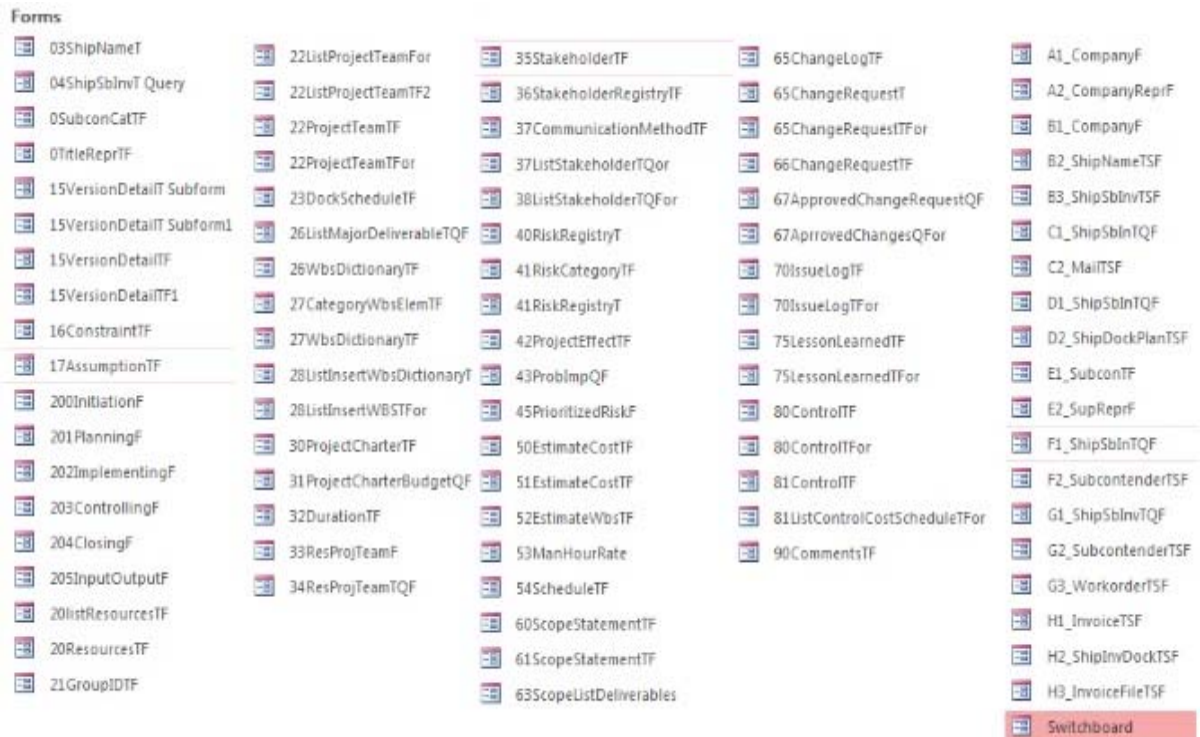 Forms
03ShipNameT
04ShipSbInvT Query
0SubconCatTF
0TitleReprTF
15VersionDetailT Subform
15VersionDetailT Subform1
15VersionDetailTF
15VersionDetailTF1
16ConstraintTF
17AssumptionTF
200InitiationF
201PlanningF
202ImplementingF
203ControllingF
204ClosingF
205InputOutputF
20listResourcesTF
20ResourcesTF
21GroupIDTF
22ListProjectTeamFor
22ListProjectTeamTF2
22ProjectTeamTF
22ProjectTeamTFor
23DockScheduleTF
26ListMajorDeliverableTQF
26WbsDictionaryTF
27CategoryWbsElemTF
27WbsDictionaryTF
28ListInsertWbsDictionaryT
28ListInsertWBSTFor
30ProjectCharterTF
31ProjectCharterBudgetQF
32DurationTF
33ResProjTeamF
34ResProjTeamTQF
35StakeholderTF
36StakeholderRegistryTF
37CommunicationMethodTF
37ListStakeholderTQor
38ListStakeholderTQFor
40RiskRegistryT
41RiskCategoryTF
41RiskRegistryT
42ProjectEffectTF
43ProbImpQF
45PrioritizedRiskF
50EstimateCostTF
51EstimateCostTF
52EstimateWbsTF
53ManHourRate
54ScheduleTF
60ScopeStatementTF
61ScopeStatementTF
63ScopeListDeliverables
65ChangeLogTF
65ChangeRequestT
65ChangeRequestTFor
66ChangeRequestTF
67ApprovedChangeRequestQF
67AprrovedChangesQFor
70IssueLogTF
70IssueLogTFor
75LessonLearnedTF
75LessonLearnedTFor
80ControlTF
80ControlTFor
81ControlTF
81ListControlCostScheduleTFor
90CommentsTF
A1_CompanyF
A2_CompanyReprF
B1_CompanyF
B2_ShipNameTSF
B3_ShipSbInvTSF
C1_ShipSbInTQF
C2_MailTSF
D1_ShipSbInTQF
D2_ShipDockPlanTSF
E1_SubconTF
E2_SupReprF
F1_ShipSbInTQF
F2_SubcontenderTSF
G1_ShipSbInvTQF
G2_SubcontenderTSF
G3_WorkorderTSF
H1_InvoiceTSF
H2_ShipInvDockTSF
H3_InvoiceFileTSF
Switchboard